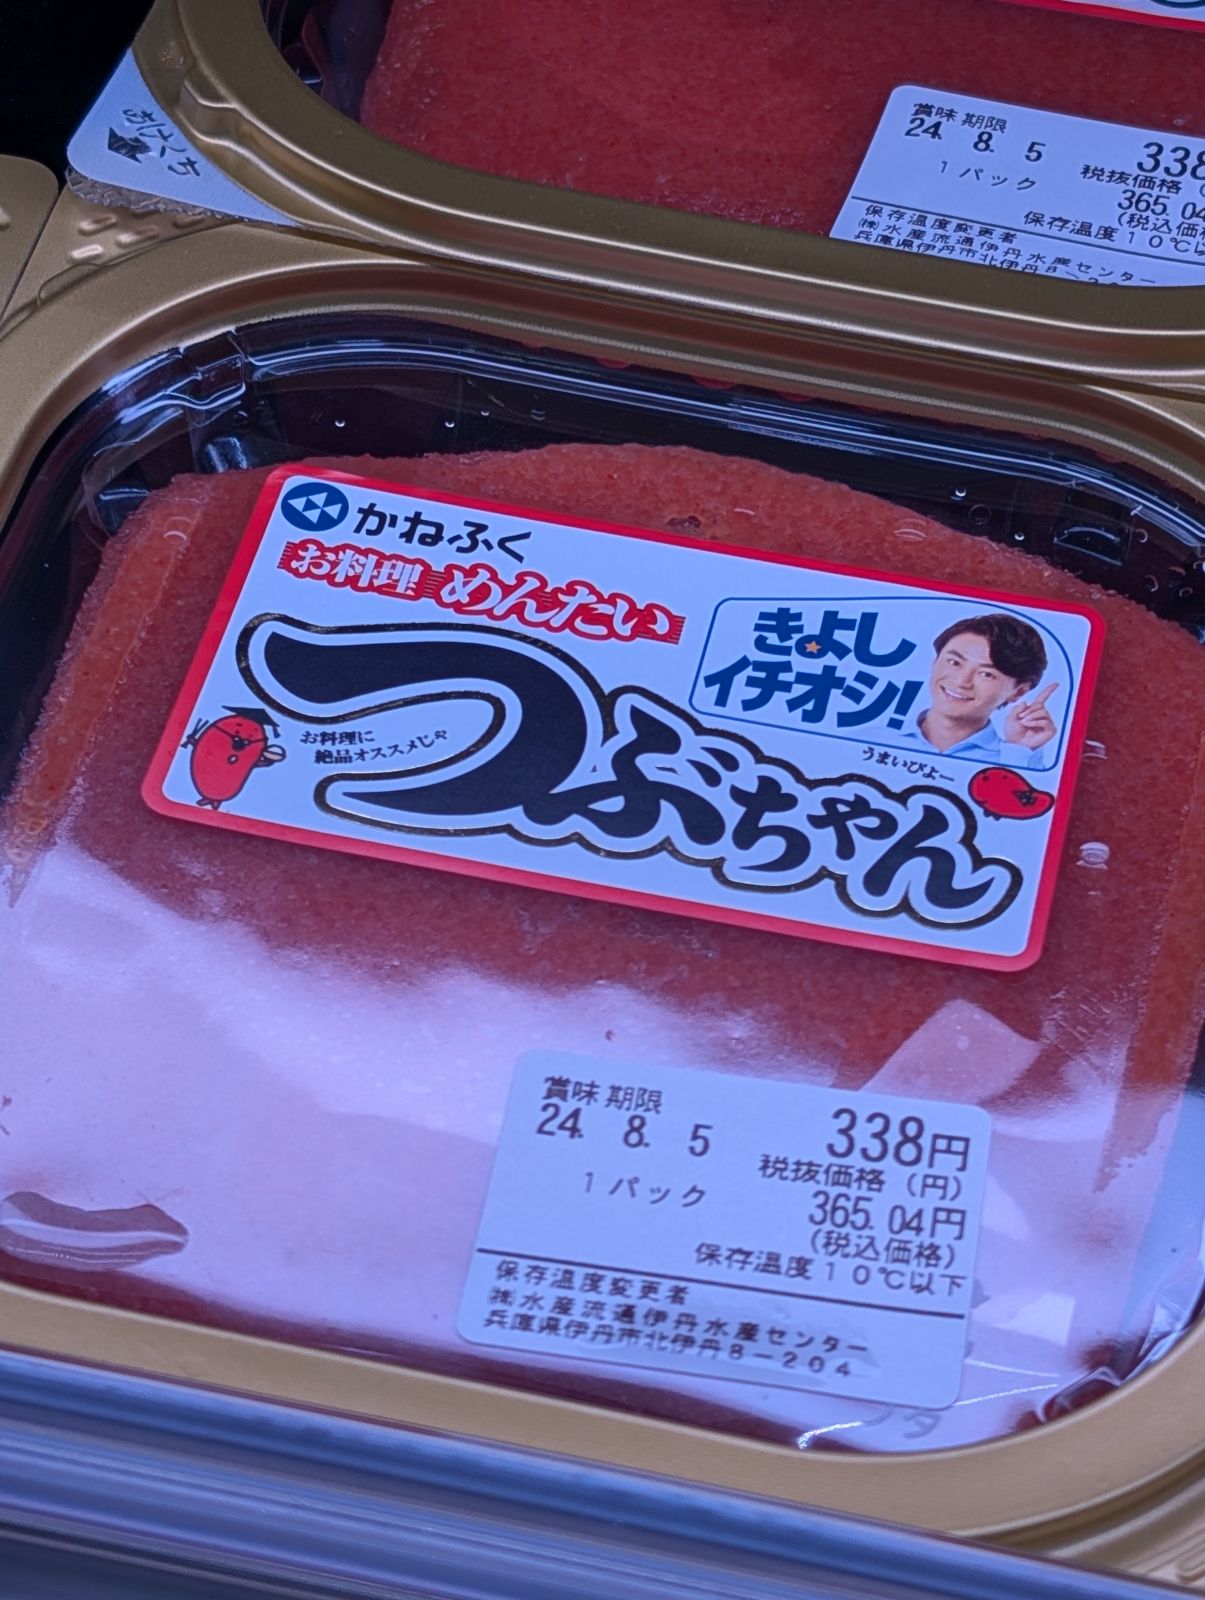 あけくち
賞味期限
24. 8. 5
338
1パック
税抜価格
365.04
(税込価格
保存温度10℃以
保存温度変更者
㈱水産流通伊丹水産センター
兵庫県伊丹市北伊丹8-20
かねふく
お料理めんたい
きよし
イチオシ!
つぶちゃん
お料理に
絶品オススメじゃ
うまいぴよー
賞味期限
24. 8. 5
338円
1パック
税抜価格(円)
365.04円
(税込価格)
保存温度10℃以下
保存温度変更者
㈱水産流通伊丹水産センター
兵庫県伊丹市北伊丹8-204